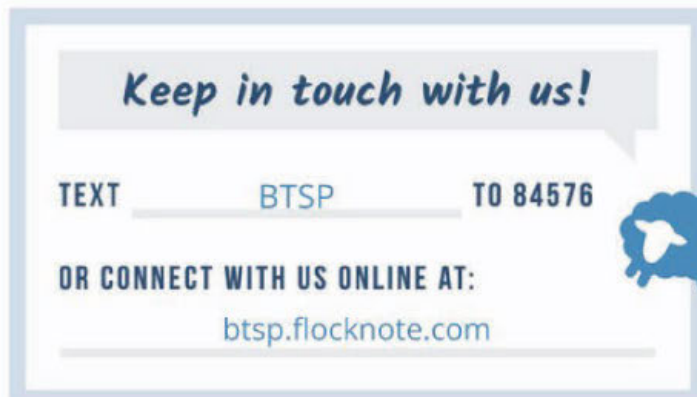 Keep in touch with us!
TEXT BTSP TO 84576
OR CONNECT WITH US ONLINE AT:
btsp.flocknote.com